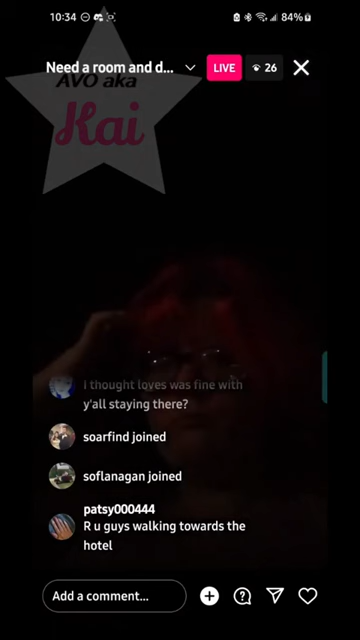 10:34
84%
Need a room and d...
LIVE
26
AVO aka
Kai
I thought loves was fine with
y'all staying there?
soarfind joined
soflanagan joined
patsy000444
R u guys walking towards the
hotel
Add a comment...